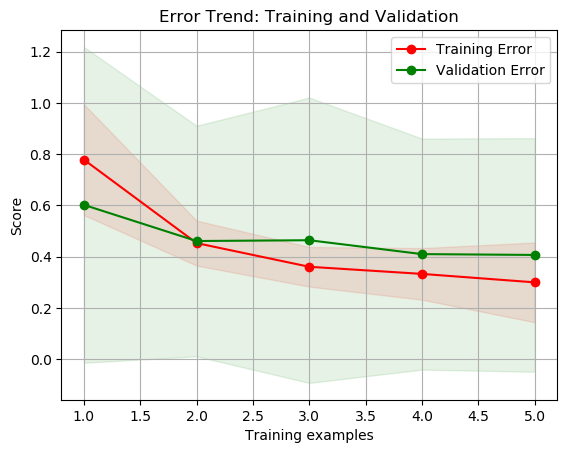 Error Trend: Training and Validation
Training Error
Validation Error
Score
1.2
1.0
0.8
0.6
0.4
0.2
0.0
1.0 1.5 2.0 2.5 3.0 3.5 4.0 4.5 5.0
Training examples